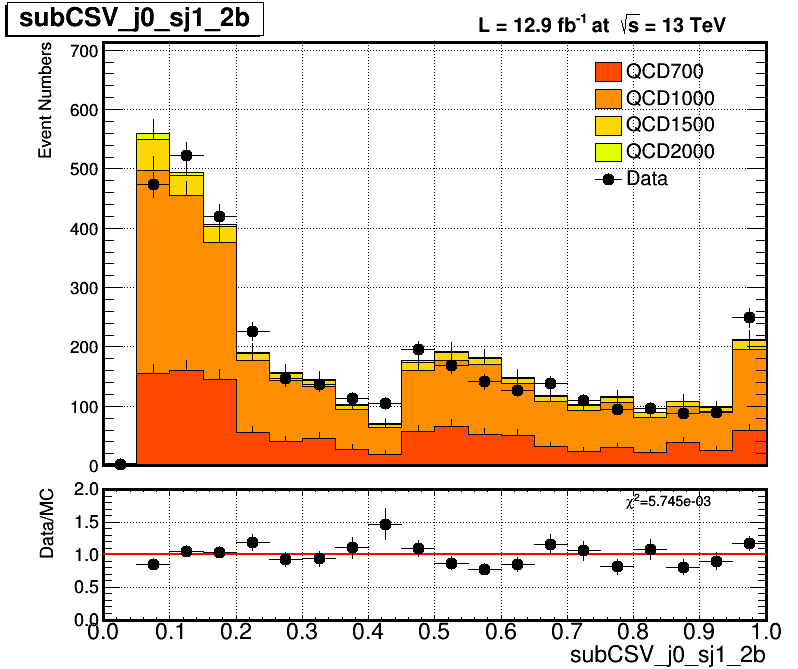 subCSV_j0_sj1_2b
L = 12.9 fb⁻¹ at √s = 13 TeV
Event Numbers
700
600
500
400
300
200
100
0
QCD700
QCD1000
QCD1500
QCD2000
Data
Data/MC
2.0
1.5
1.0
0.5
0.0
χ²=5.745e-03
0.0 0.1 0.2 0.3 0.4 0.5 0.6 0.7 0.8 0.9 1.0
subCSV_j0_sj1_2b